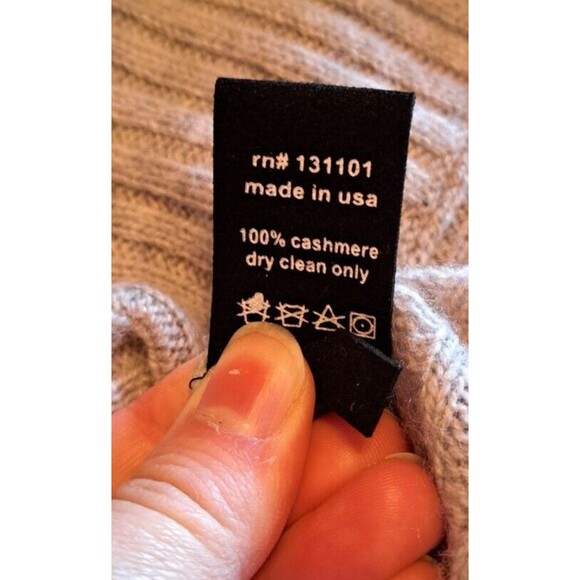 rn# 131101
made in usa
100% cashmere
dry clean only